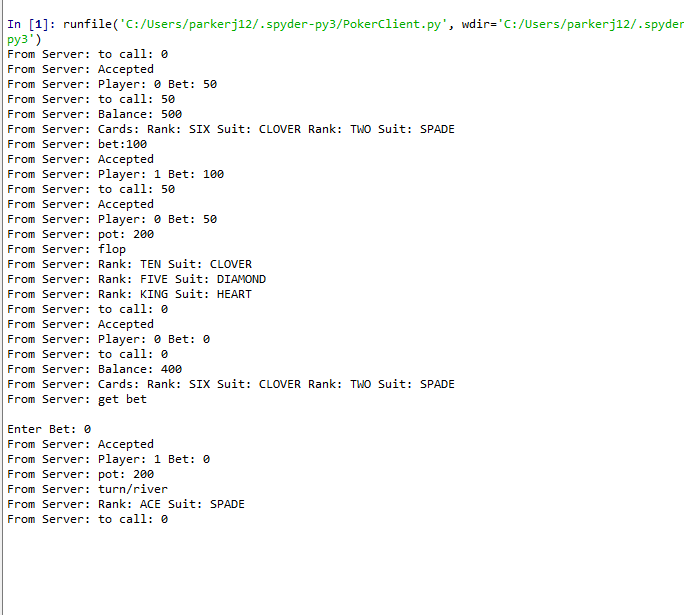 In [1]: runfile('C:/Users/parkerj12/.spyder-py3/PokerClient.py', wdir='C:/Users/parkerj12/.spyder
py3')
From Server: to call: 0
From Server: Accepted
From Server: Player: 0 Bet: 50
From Server: to call: 50
From Server: Balance: 500
From Server: Cards: Rank: SIX Suit: CLOVER Rank: TWO Suit: SPADE
From Server: bet:100
From Server: Accepted
From Server: Player: 1 Bet: 100
From Server: to call: 50
From Server: Accepted
From Server: Player: 0 Bet: 50
From Server: pot: 200
From Server: flop
From Server: Rank: TEN Suit: CLOVER
From Server: Rank: FIVE Suit: DIAMOND
From Server: Rank: KING Suit: HEART
From Server: to call: 0
From Server: Accepted
From Server: Player: 0 Bet: 0
From Server: to call: 0
From Server: Balance: 400
From Server: Cards: Rank: SIX Suit: CLOVER Rank: TWO Suit: SPADE
From Server: get bet
Enter Bet: 0
From Server: Accepted
From Server: Player: 1 Bet: 0
From Server: pot: 200
From Server: turn/river
From Server: Rank: ACE Suit: SPADE
From Server: to call: 0